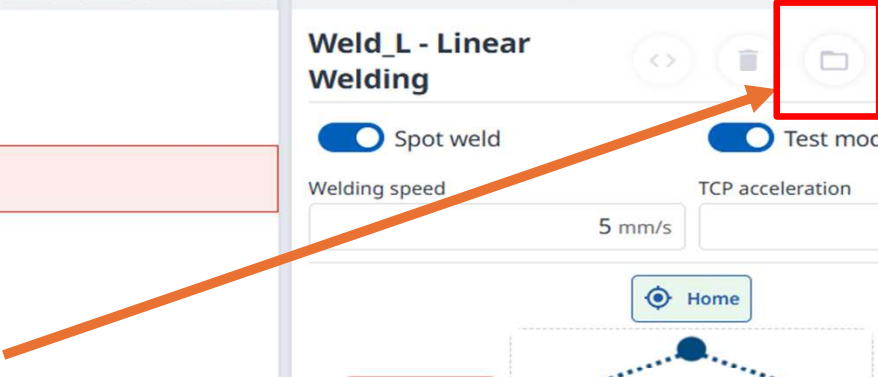 Weld_L - Linear
Welding
Spot weld
Test mod
Welding speed
TCP acceleration
5 mm/s
Home